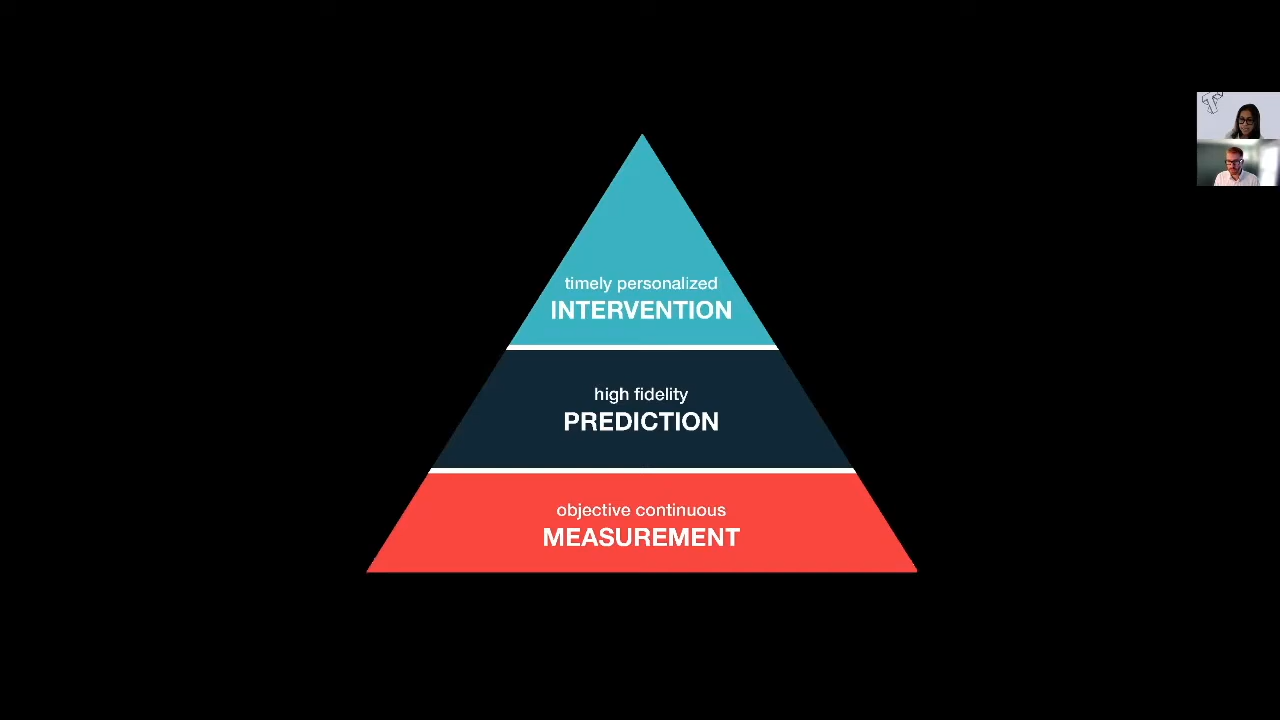 timely personalized
INTERVENTION
high fidelity
PREDICTION
objective continuous
MEASUREMENT